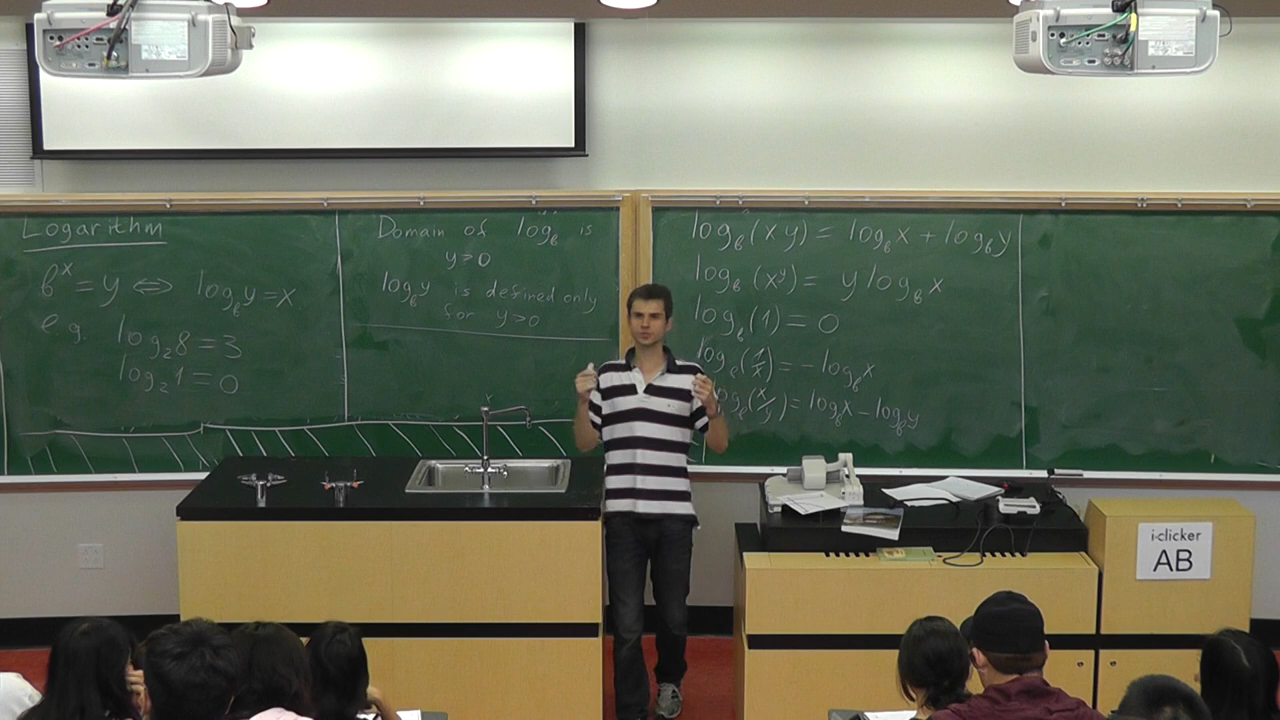 Logarithm
b^x = y ⇔ log_b y = x
e.g. log_2 8 = 3
log_2 1 = 0
Domain of log_b is
y>0
log_b y is defined only
for y>0
log_b(xy) = log_b x + log_b y
log_b(x^y) = y log_b x
log_b(1) = 0
log_b(1/x) = -log_b x
log_b(x/y) = log_b x - log_b y
i-clicker
AB